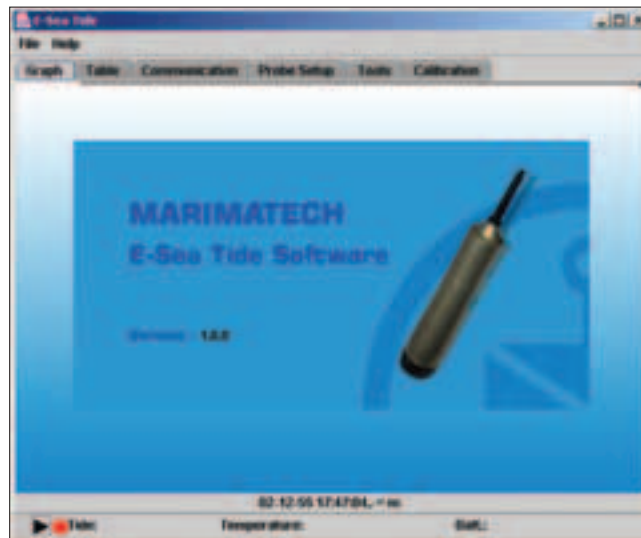 E-Sea Tide
File Help
Graph Table Communication Probe Setup Tools Calibration
MARIMATECH
E-Sea Tide Software
Version : 1.0.0
Tide: Temperature: Batt.: